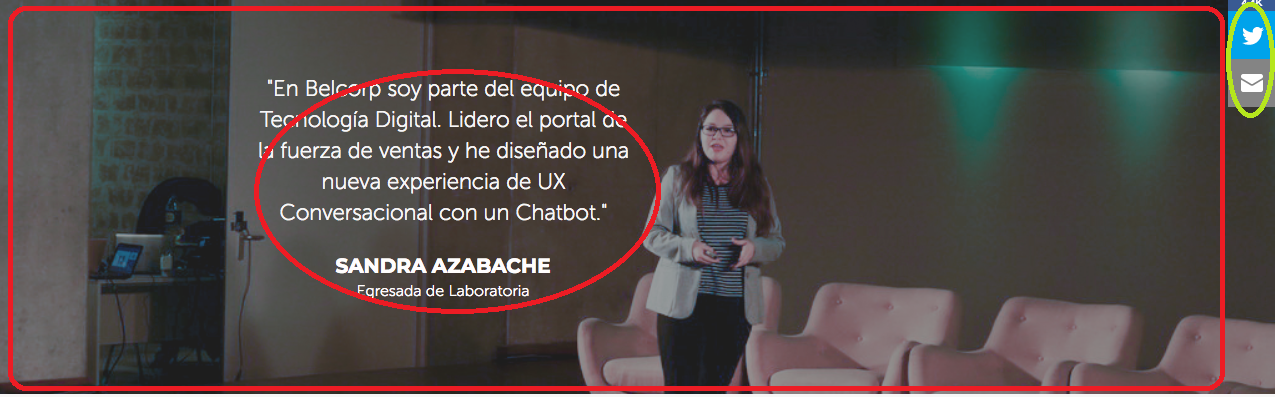 "En Belcorp soy parte del equipo de
Tecnología Digital. Lidero el portal de
la fuerza de ventas y he diseñado una
nueva experiencia de UX
Conversacional con un Chatbot."
SANDRA AZABACHE
Egresada de Laboratoria